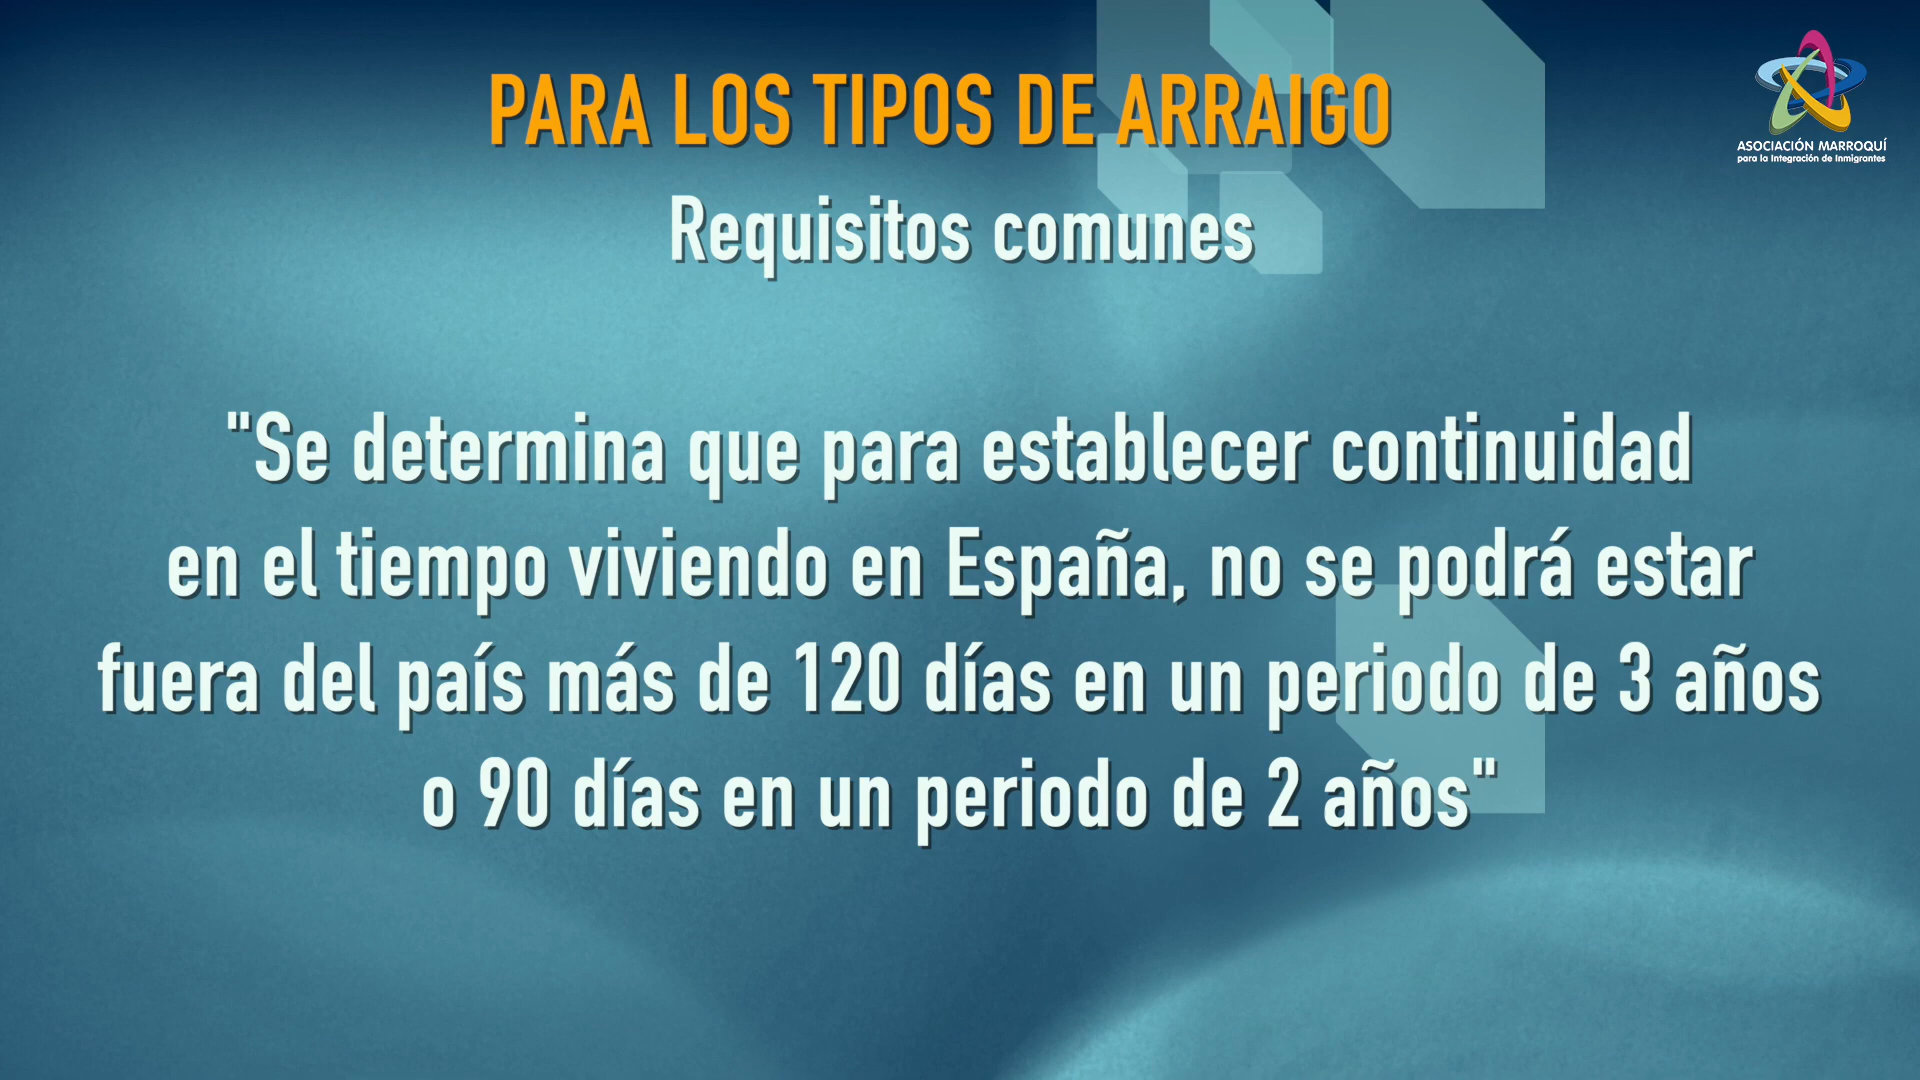 PARA LOS TIPOS DE ARRAIGO
ASOCIACIÓN MARROQUÍ
para la Integración de Inmigrantes
Requisitos comunes
"Se determina que para establecer continuidad
en el tiempo viviendo en España, no se podrá estar
fuera del país más de 120 días en un periodo de 3 años
o 90 días en un periodo de 2 años"